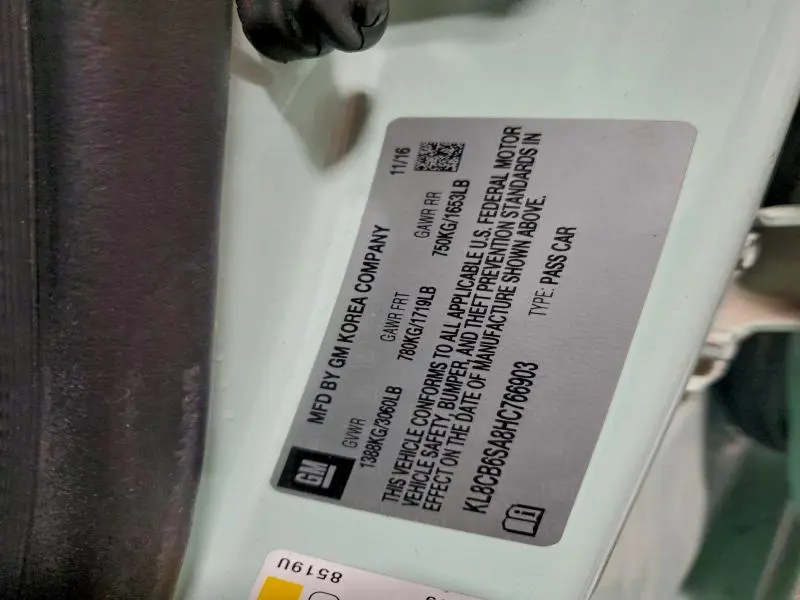 GM
MFD BY GM KOREA COMPANY
11/16
GVWR
GAWR FRT
GAWR RR
1388KG/3060LB
780KG/1719LB
750KG/1653LB
THIS VEHICLE CONFORMS TO ALL APPLICABLE U.S. FEDERAL MOTOR
VEHICLE SAFETY, BUMPER, AND THEFT PREVENTION STANDARDS IN
EFFECT ON THE DATE OF MANUFACTURE SHOWN ABOVE.
KL8CB6SA8HC766903
TYPE: PASS CAR
8519U